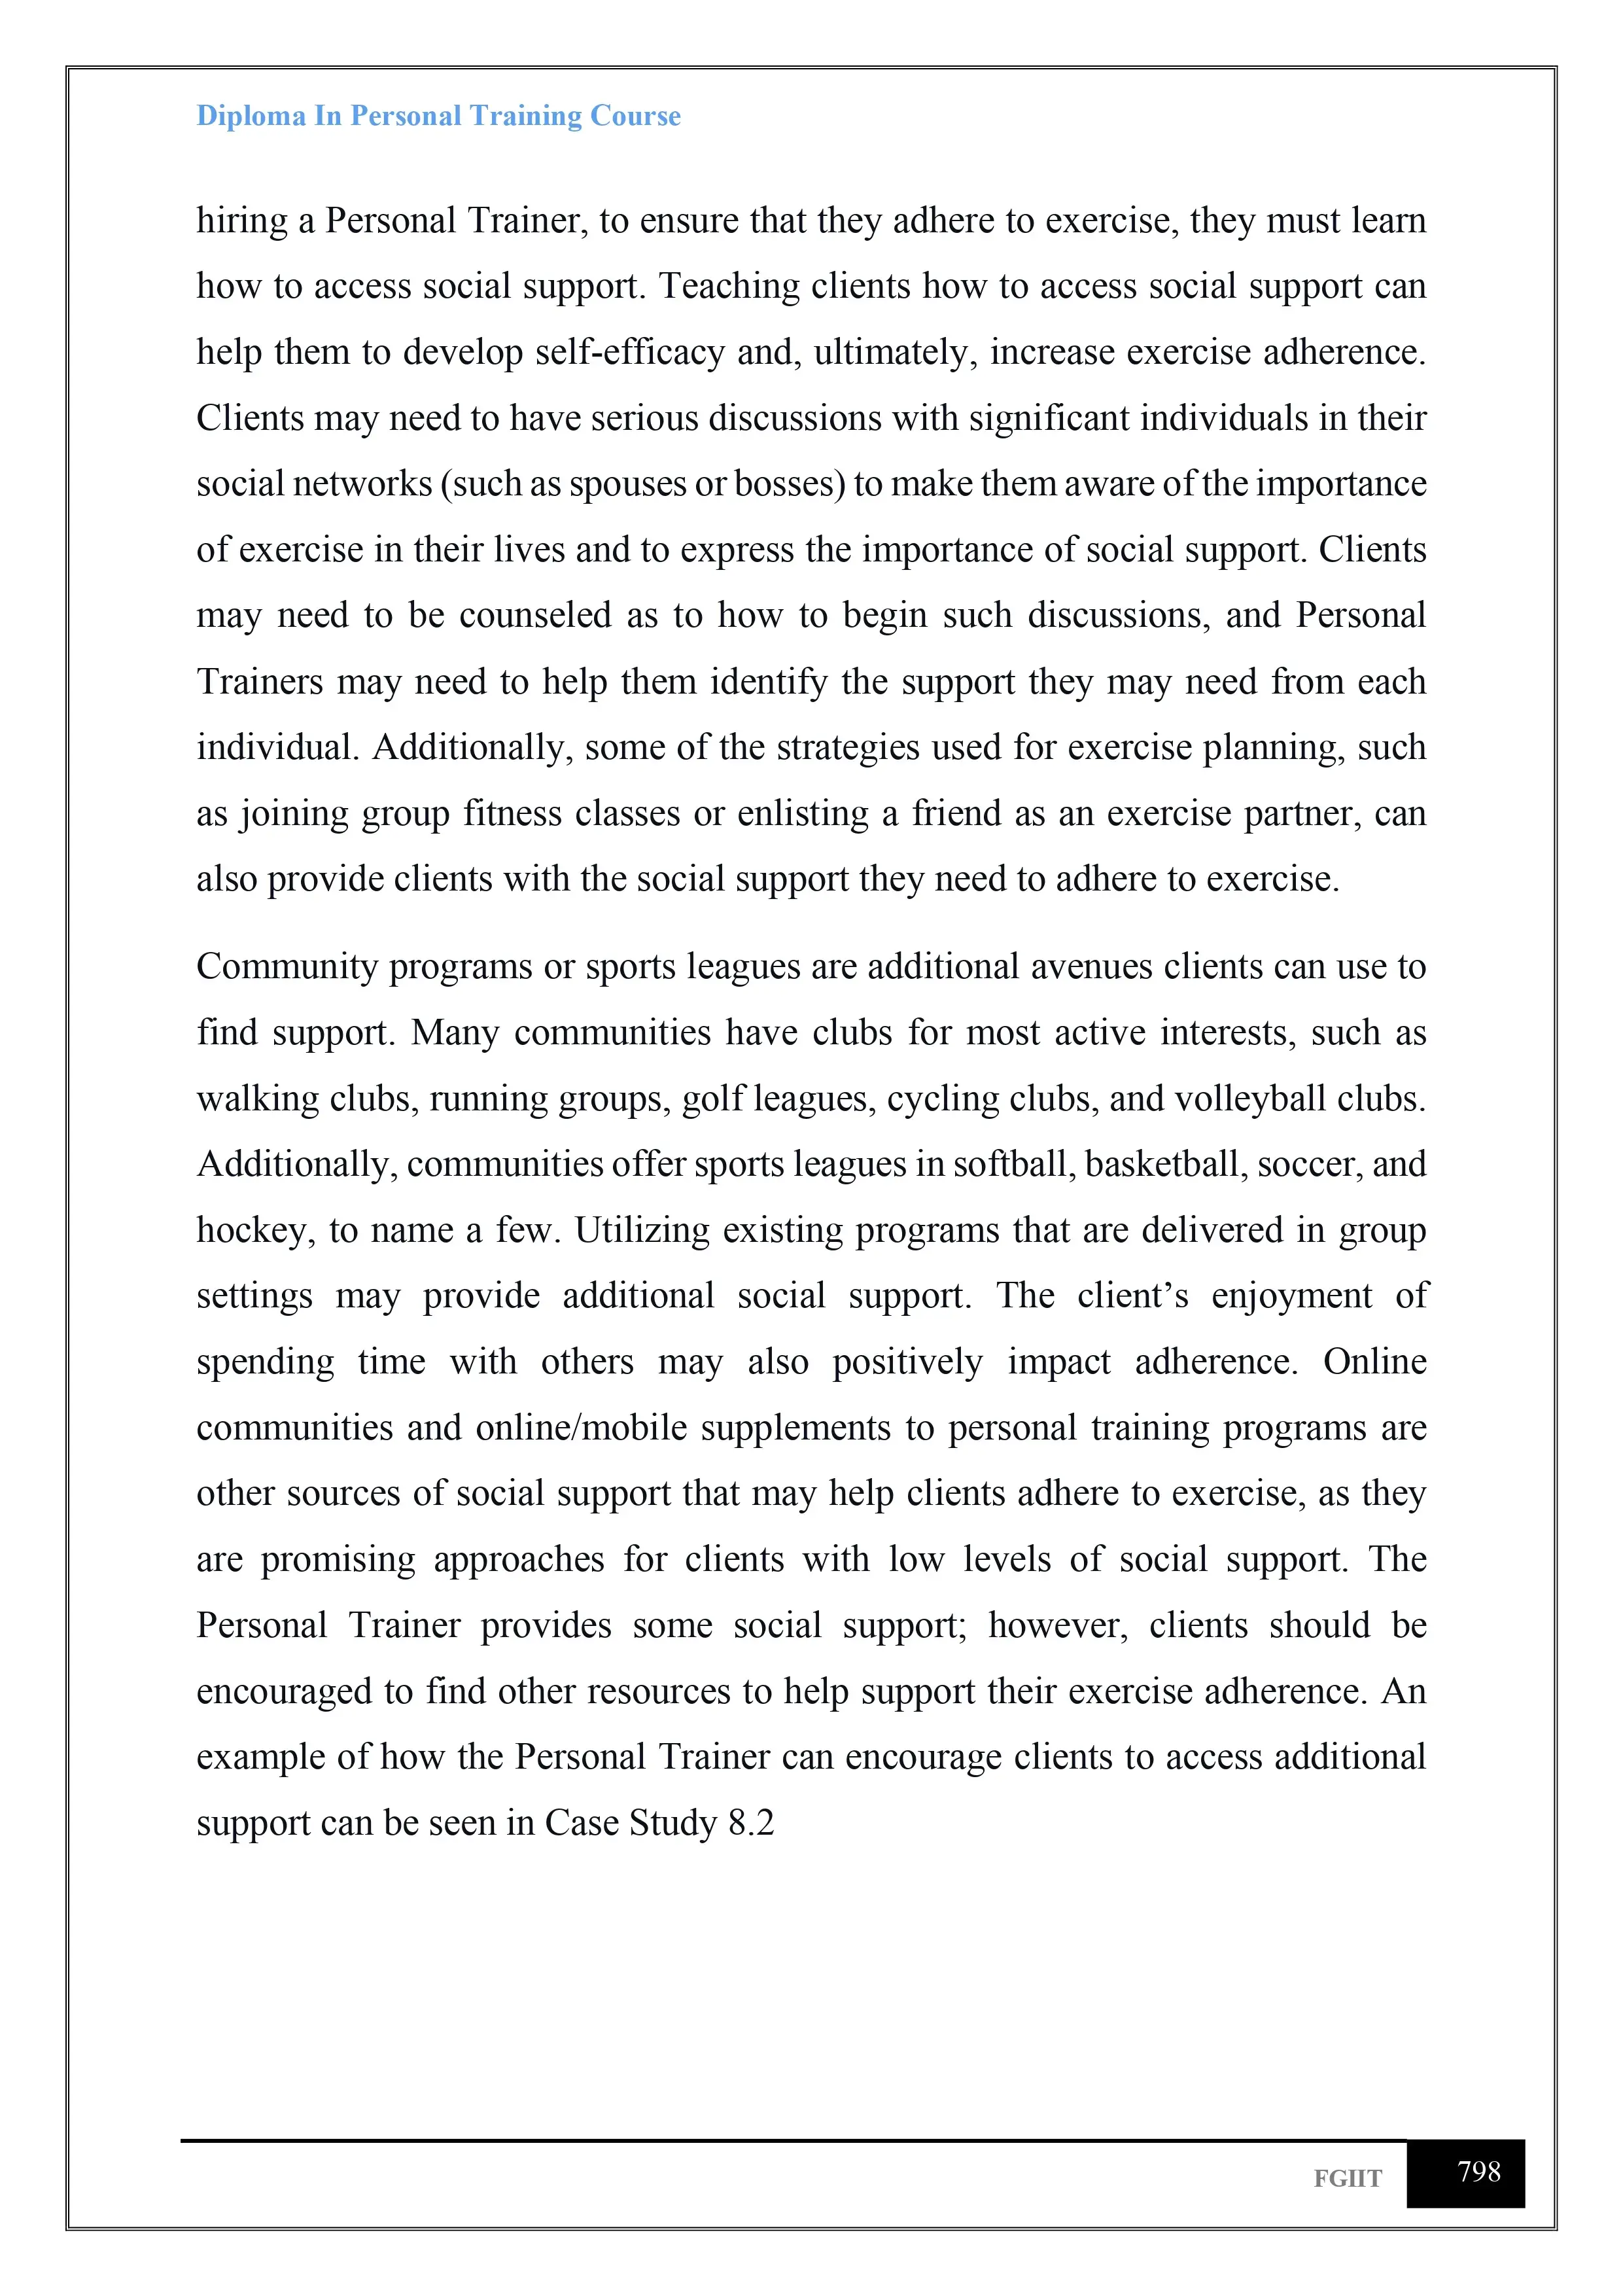 Diploma In Personal Training Course
hiring a Personal Trainer, to ensure that they adhere to exercise, they must learn
how to access social support. Teaching clients how to access social support can
help them to develop self-efficacy and, ultimately, increase exercise adherence.
Clients may need to have serious discussions with significant individuals in their
social networks (such as spouses or bosses) to make them aware of the importance
of exercise in their lives and to express the importance of social support. Clients
may need to be counseled as to how to begin such discussions, and Personal
Trainers may need to help them identify the support they may need from each
individual. Additionally, some of the strategies used for exercise planning, such
as joining group fitness classes or enlisting a friend as an exercise partner, can
also provide clients with the social support they need to adhere to exercise.
Community programs or sports leagues are additional avenues clients can use to
find support. Many communities have clubs for most active interests, such as
walking clubs, running groups, golf leagues, cycling clubs, and volleyball clubs.
Additionally, communities offer sports leagues in softball, basketball, soccer, and
hockey, to name a few. Utilizing existing programs that are delivered in group
settings may provide additional social support. The client’s enjoyment of
spending time with others may also positively impact adherence. Online
communities and online/mobile supplements to personal training programs are
other sources of social support that may help clients adhere to exercise, as they
are promising approaches for clients with low levels of social support. The
Personal Trainer provides some social support; however, clients should be
encouraged to find other resources to help support their exercise adherence. An
example of how the Personal Trainer can encourage clients to access additional
support can be seen in Case Study 8.2
FGIIT 798